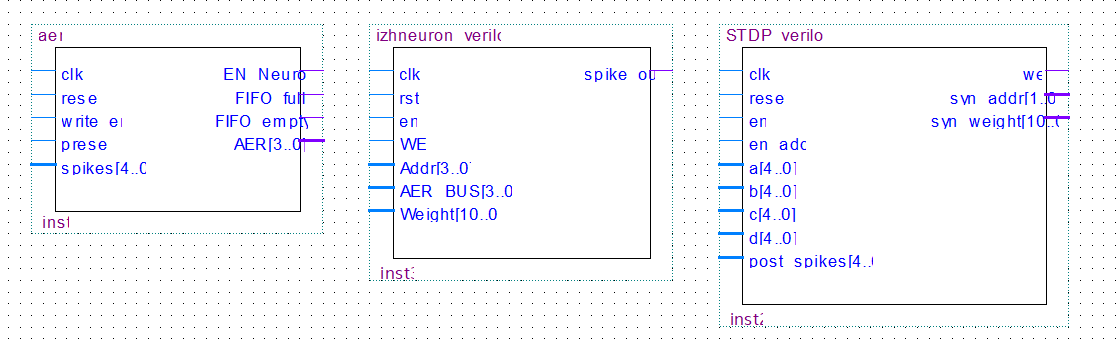 aer
clk
rese
write en
prese
spikes[4..0
EN Neuro
FIFO full
FIFO empty
AER[3..0]
inst
izhneuron verilo
clk
rst
en
WE
Addr[3..0]
AER BUS[3..0
Weight[10..0
spike ou
inst3
STDP verilo
clk
rese
en
en add
a[4..0]
b[4..0]
c[4..0]
d[4..0]
post spikes[4..0
we
syn addr[1..0
syn weight[10..0
inst2